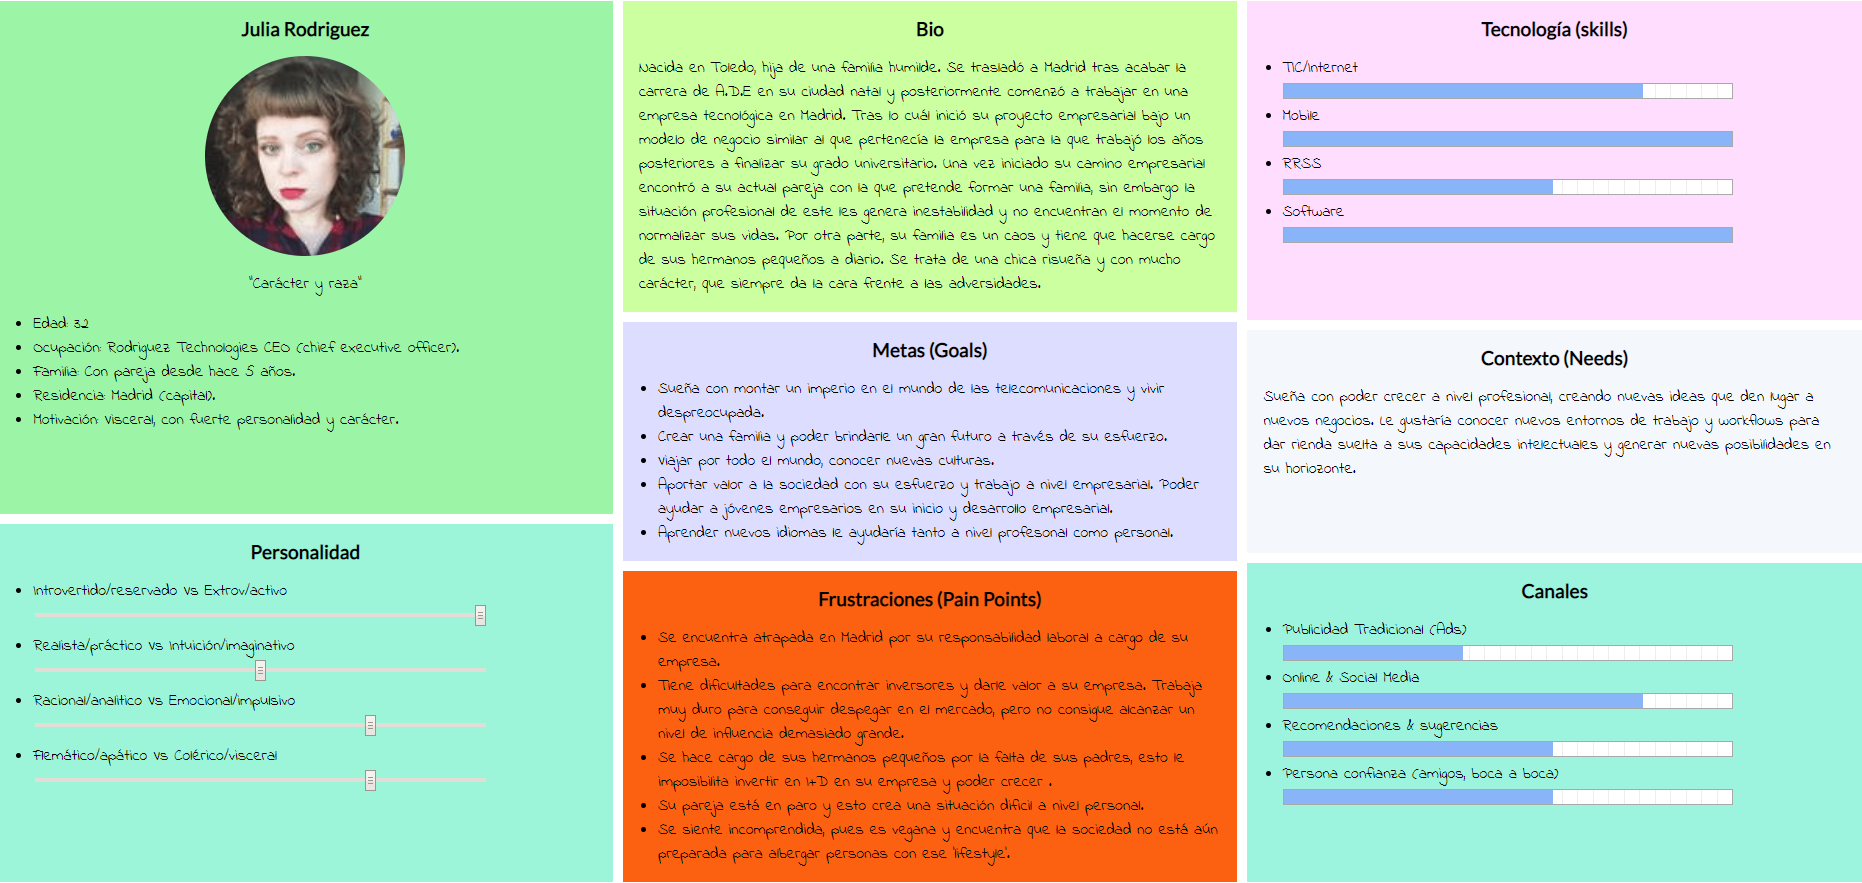 Julia Rodriguez
"Carácter y raza"
Edad: 32
Ocupación: Rodriguez Technologies CEO (chief executive officer).
Familia: Con pareja desde hace 5 años.
Residencia: Madrid (capital).
Motivación: Visceral, con fuerte personalidad y carácter.
Personalidad
Introvertido/reservado Vs Extrov/activo
Realista/práctico Vs Intuición/imaginativo
Racional/analítico Vs Emocional/impulsivo
Flemático/apático Vs Colérico/visceral
Bio
Nacida en Toledo, hija de una familia humilde. Se trasladó a Madrid tras acabar la
carrera de A.D.E en su ciudad natal y posteriormente comenzó a trabajar en una
empresa tecnológica en Madrid. Tras lo cuál inició su proyecto empresarial bajo un
modelo de negocio similar al que pertenecía la empresa para la que trabajó los años
posteriores a finalizar su grado universitario. Una vez iniciado su camino empresarial
encontró a su actual pareja con la que pretende formar una familia, sin embargo la
situación profesional de este les genera inestabilidad y no encuentran el momento de
normalizar sus vidas. Por otra parte, su familia es un caos y tiene que hacerse cargo
de sus hermanos pequeños a diario. Se trata de una chica risueña y con mucho
carácter, que siempre da la cara frente a las adversidades.
Metas (Goals)
Sueña con montar un imperio en el mundo de las telecomunicaciones y vivir
despreocupada.
Crear una familia y poder brindarle un gran futuro a través de su esfuerzo.
Viajar por todo el mundo, conocer nuevas culturas.
Aportar valor a la sociedad con su esfuerzo y trabajo a nivel empresarial. Poder
ayudar a jóvenes empresarios en su inicio y desarrollo empresarial.
Aprender nuevos idiomas le ayudaría tanto a nivel profesional como personal.
Frustraciones (Pain Points)
Se encuentra atrapada en Madrid por su responsabilidad laboral a cargo de su
empresa.
Tiene dificultades para encontrar inversores y darle valor a su empresa. Trabaja
muy duro para conseguir despegar en el mercado, pero no consigue alcanzar un
nivel de influencia demasiado grande.
Se hace cargo de sus hermanos pequeños por la falta de sus padres, esto le
imposibilita invertir en I+D en su empresa y poder crecer .
Su pareja está en paro y esto crea una situación difícil a nivel personal.
Se siente incomprendida, pues es vegana y encuentra que la sociedad no está aún
preparada para albergar personas con ese 'lifestyle'.
Tecnología (skills)
TIC/Internet
Mobile
RRSS
Software
Contexto (Needs)
Sueña con poder crecer a nivel profesional, creando nuevas ideas que den lugar a
nuevos negocios. Le gustaría conocer nuevos entornos de trabajo y workflows para
dar rienda suelta a sus capacidades intelectuales y generar nuevas posibilidades en
su horiozonte.
Canales
Publicidad Tradicional (Ads)
Online & Social Media
Recomendaciones & sugerencias
Persona confianza (amigos, boca a boca)